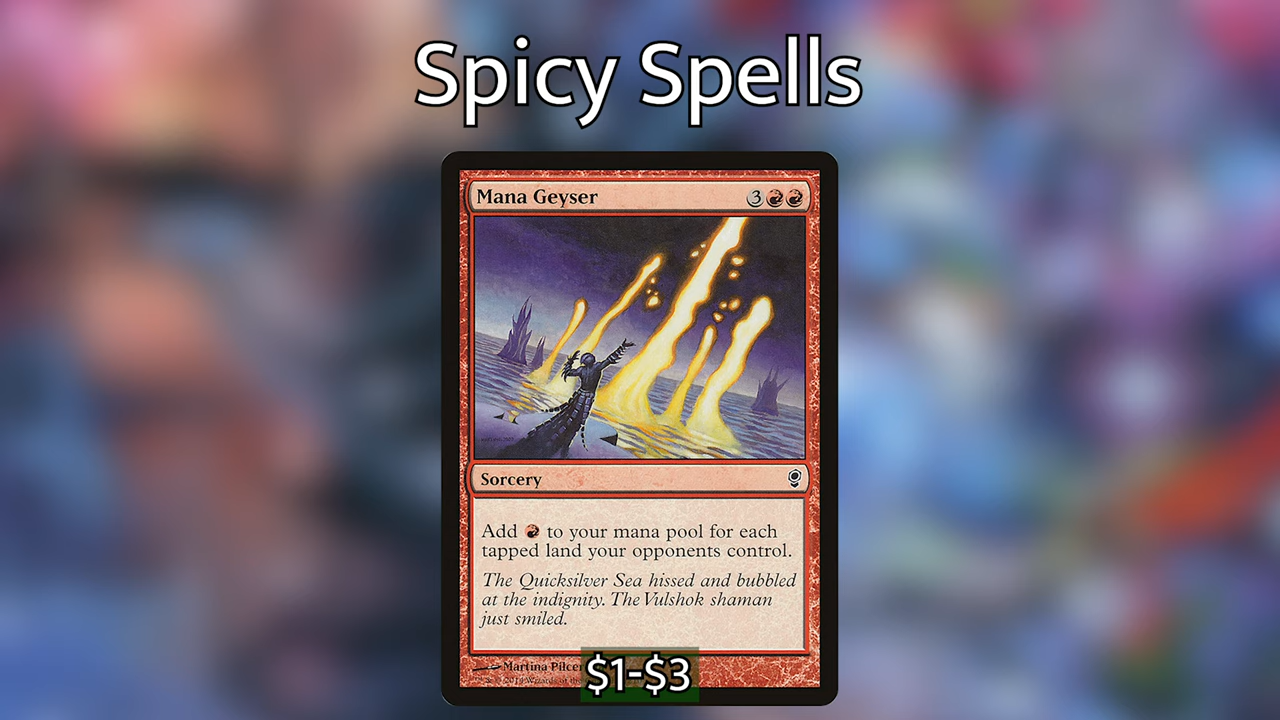 Spicy Spells
Mana Geyser 3
Sorcery
Add to your mana pool for each
tapped land your opponents control.
The Quicksilver Sea hissed and bubbled
at the indignity. The Vulshok shaman
just smiled.
Martina
$1-$3